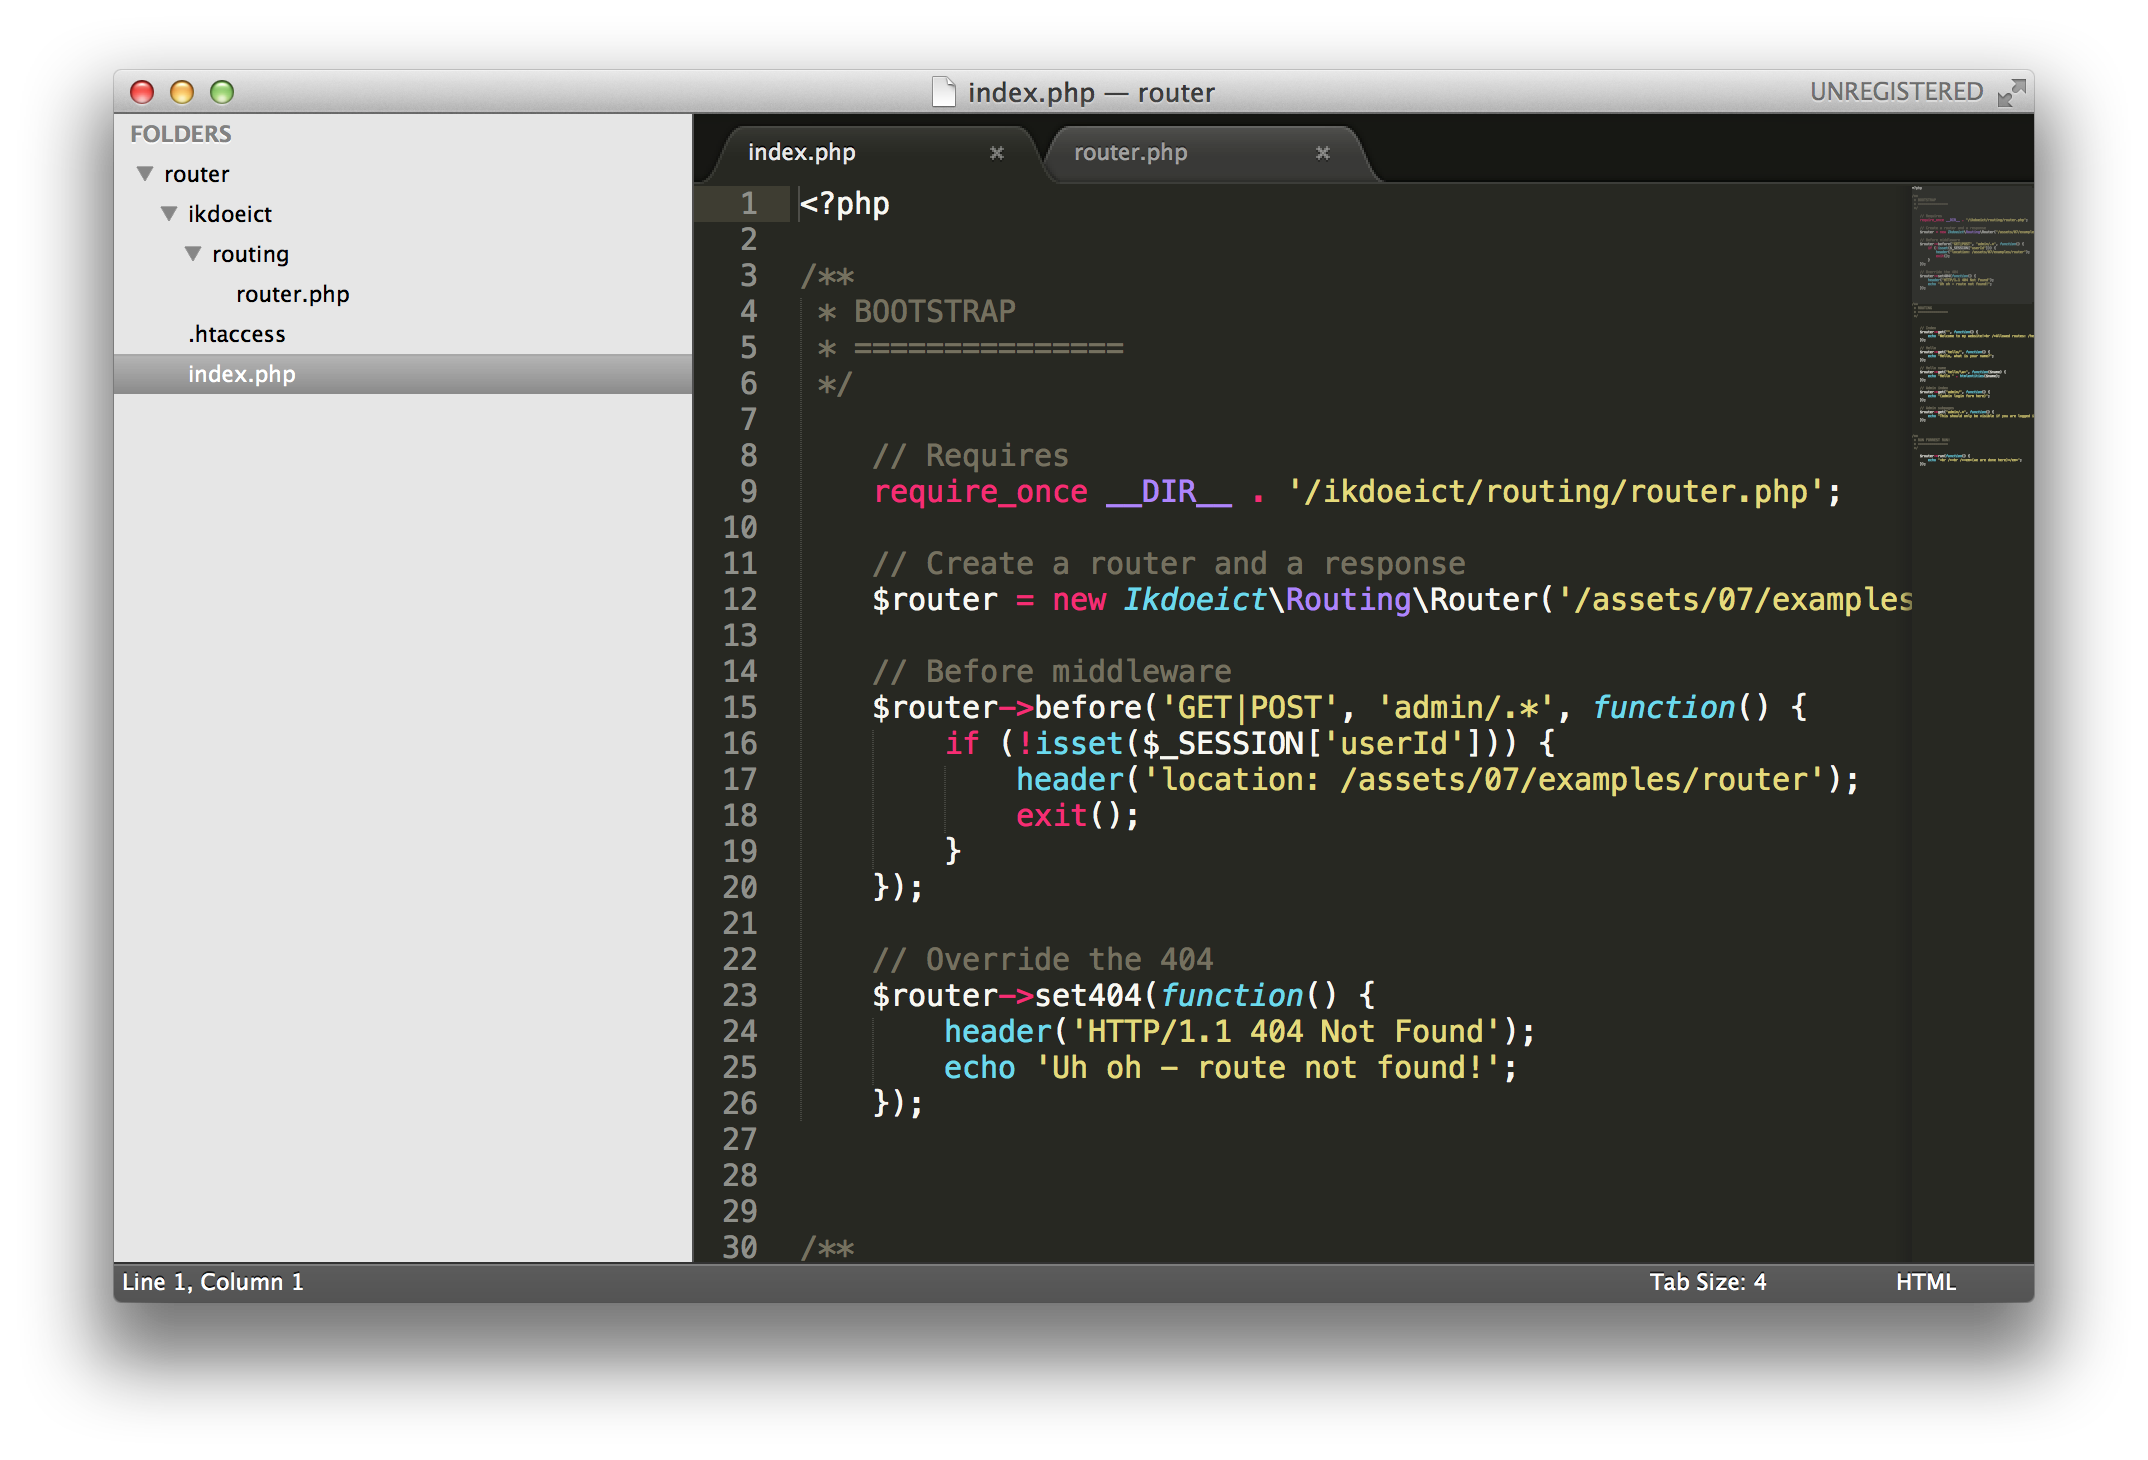 index.php — router
UNREGISTERED
FOLDERS
router
ikdoeict
routing
router.php
.htaccess
index.php
index.php
router.php
1 <?php
2
3 /**
4  * BOOTSTRAP
5  * ===============
6  */
7
8     // Requires
9     require_once __DIR__ . '/ikdoeict/routing/router.php';
10
11     // Create a router and a response
12     $router = new Ikdoeict\Routing\Router('/assets/07/examples
13
14     // Before middleware
15     $router->before('GET|POST', 'admin/.*', function() {
16         if (!isset($_SESSION['userId'])) {
17             header('location: /assets/07/examples/router');
18             exit();
19         }
20     });
21
22     // Override the 404
23     $router->set404(function() {
24         header('HTTP/1.1 404 Not Found');
25         echo 'Uh oh - route not found!';
26     });
27
28
29
30 /**
Line 1, Column 1
Tab Size: 4
HTML